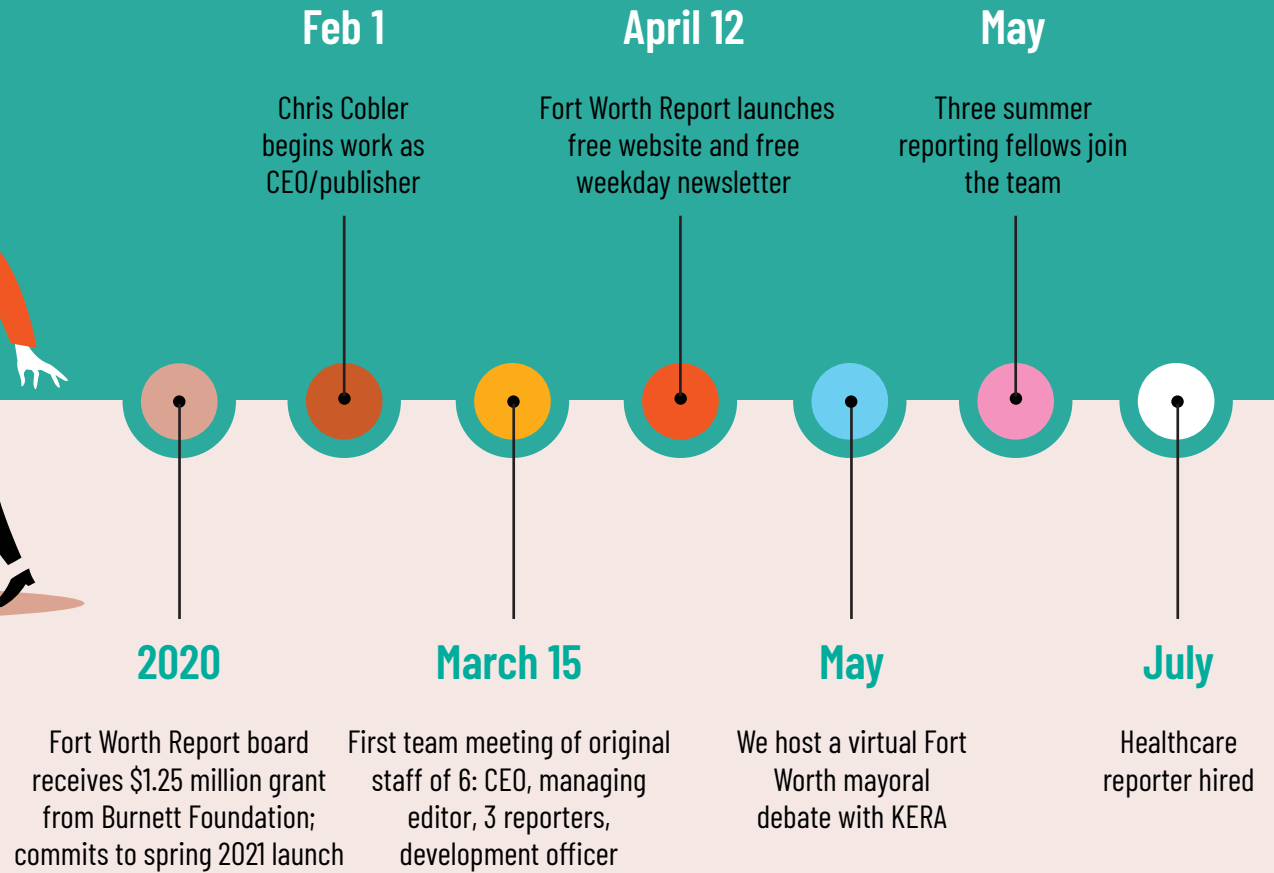 Feb 1
Chris Cobler
begins work as
CEO/publisher
April 12
Fort Worth Report launches
free website and free
weekday newsletter
May
Three summer
reporting fellows join
the team
2020
Fort Worth Report board
receives $1.25 million grant
from Burnett Foundation;
commits to spring 2021 launch
March 15
First team meeting of original
staff of 6: CEO, managing
editor, 3 reporters,
development officer
May
We host a virtual Fort
Worth mayoral
debate with KERA
July
Healthcare
reporter hired